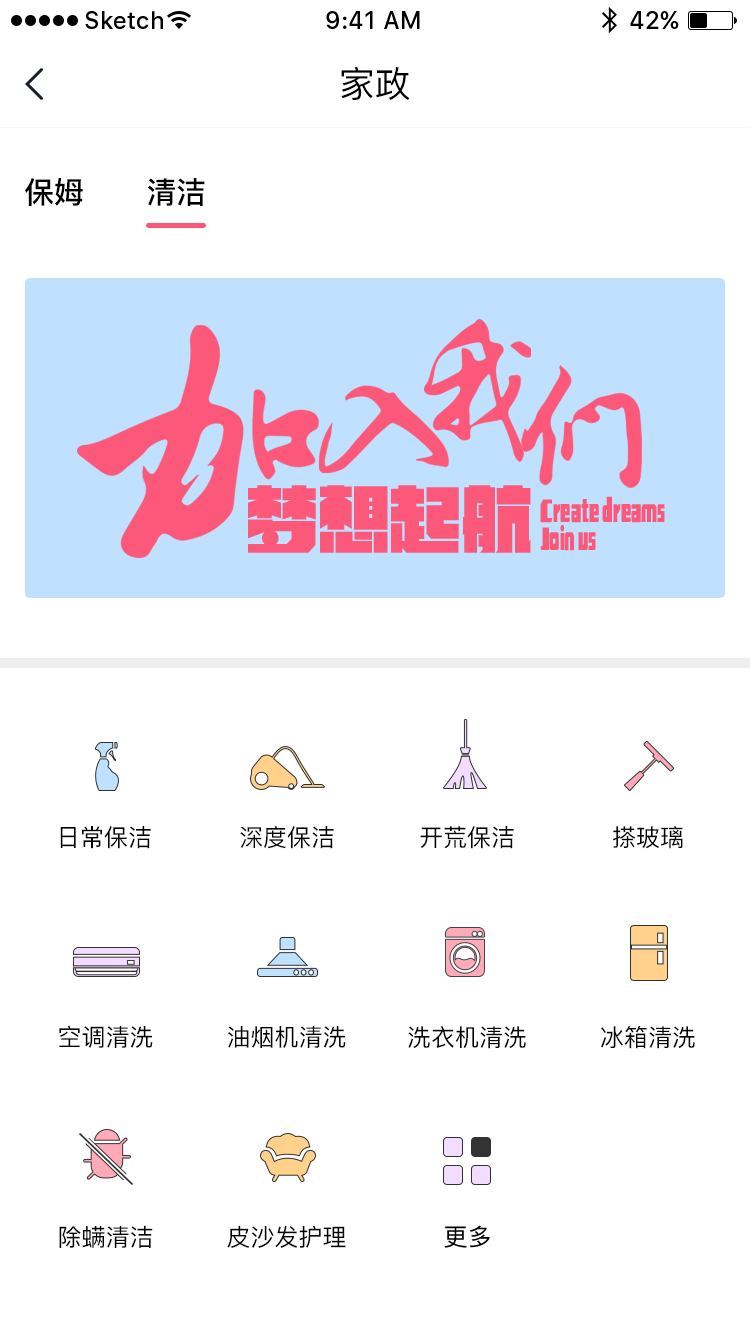 Sketch 9:41 AM 42%
家政
保姆 清洁
加入我们
梦想起航 Create dreams
Join us
日常保洁 深度保洁 开荒保洁 搽玻璃
空调清洗 油烟机清洗 洗衣机清洗 冰箱清洗
除螨清洁 皮沙发护理 更多